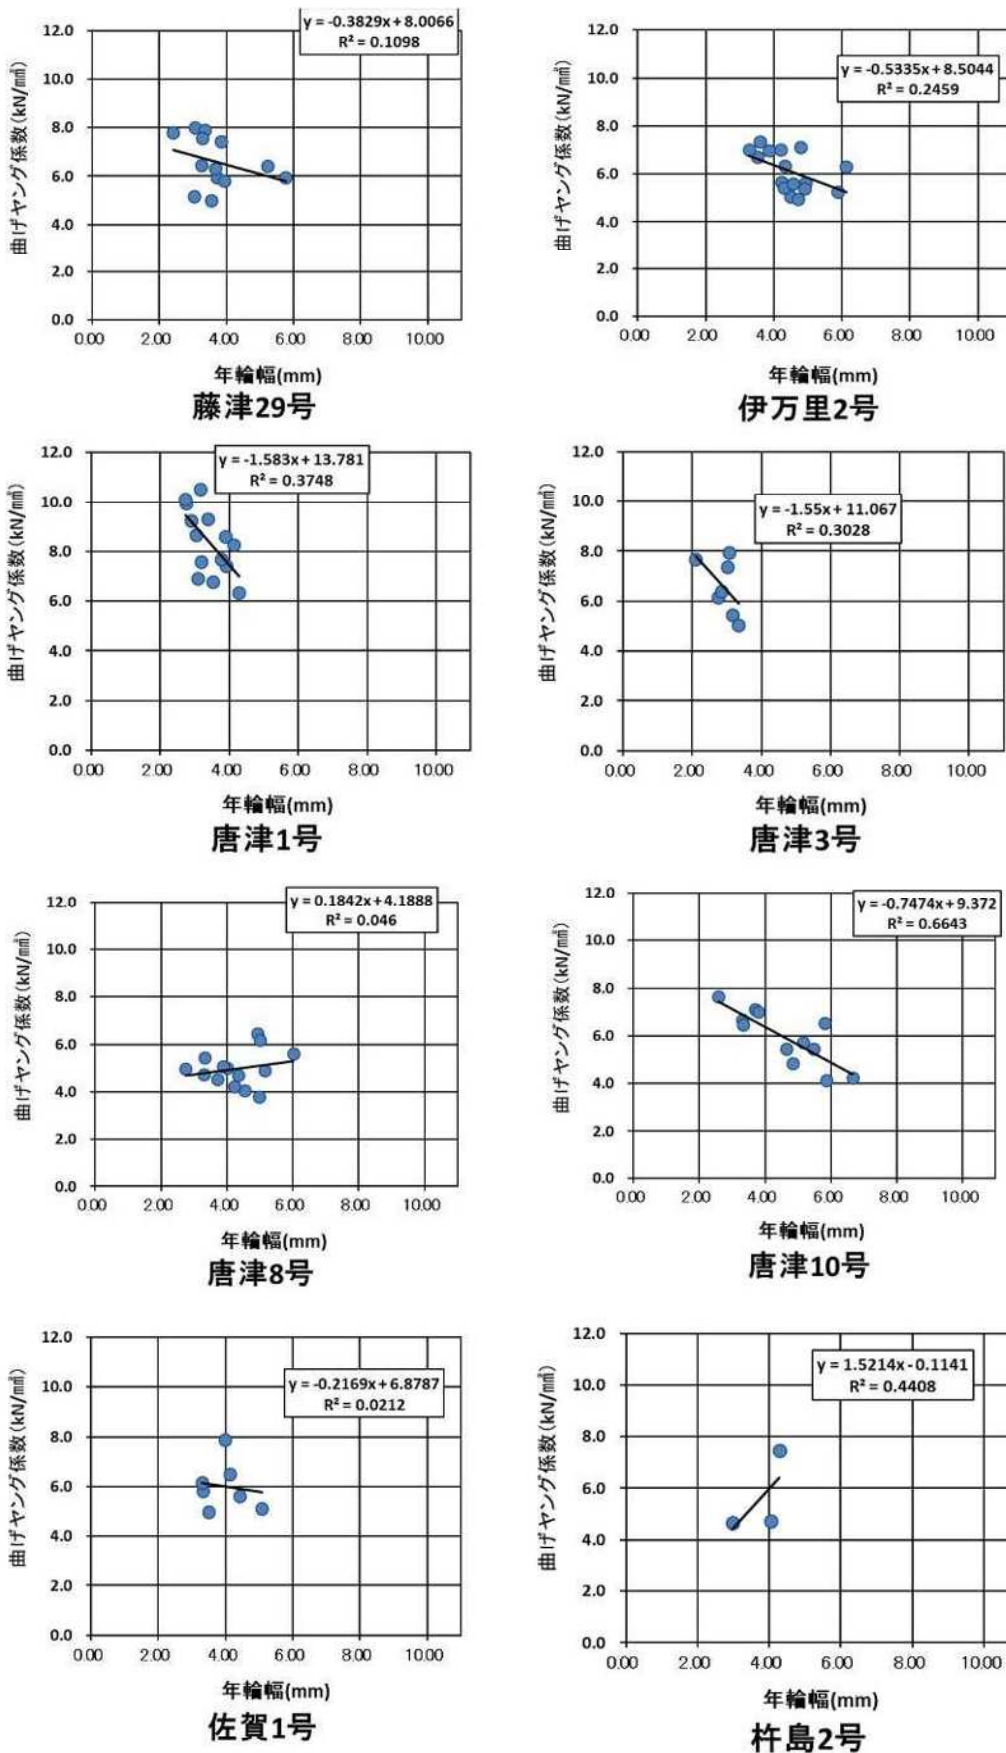 y = -0.3829x + 8.0066
R² = 0.1098
曲げヤング係数(kN/㎟)
12.0
10.0
8.0
6.0
4.0
2.0
0.0
0.00 2.00 4.00 6.00 8.00 10.00
年輪幅(mm)
藤津29号
y = -0.5335x + 8.5044
R² = 0.2459
曲げヤング係数(kN/㎟)
12.0
10.0
8.0
6.0
4.0
2.0
0.0
0.00 2.00 4.00 6.00 8.00 10.00
年輪幅(mm)
伊万里2号
y = -1.583x + 13.781
R² = 0.3748
曲げヤング係数(kN/㎟)
12.0
10.0
8.0
6.0
4.0
2.0
0.0
0.00 2.00 4.00 6.00 8.00 10.00
年輪幅(mm)
唐津1号
y = -1.55x + 11.067
R² = 0.3028
曲げヤング係数(kN/㎟)
12.0
10.0
8.0
6.0
4.0
2.0
0.0
0.00 2.00 4.00 6.00 8.00 10.00
年輪幅(mm)
唐津3号
y = 0.1842x + 4.1888
R² = 0.046
曲げヤング係数(kN/㎟)
12.0
10.0
8.0
6.0
4.0
2.0
0.0
0.00 2.00 4.00 6.00 8.00 10.00
年輪幅(mm)
唐津8号
y = -0.7474x + 9.372
R² = 0.6643
曲げヤング係数(kN/㎟)
12.0
10.0
8.0
6.0
4.0
2.0
0.0
0.00 2.00 4.00 6.00 8.00 10.00
年輪幅(mm)
唐津10号
y = -0.2169x + 6.8787
R² = 0.0212
曲げヤング係数(kN/㎟)
12.0
10.0
8.0
6.0
4.0
2.0
0.0
0.00 2.00 4.00 6.00 8.00 10.00
年輪幅(mm)
佐賀1号
y = 1.5214x - 0.1141
R² = 0.4408
曲げヤング係数(kN/㎟)
12.0
10.0
8.0
6.0
4.0
2.0
0.0
0.00 2.00 4.00 6.00 8.00 10.00
年輪幅(mm)
杵島2号